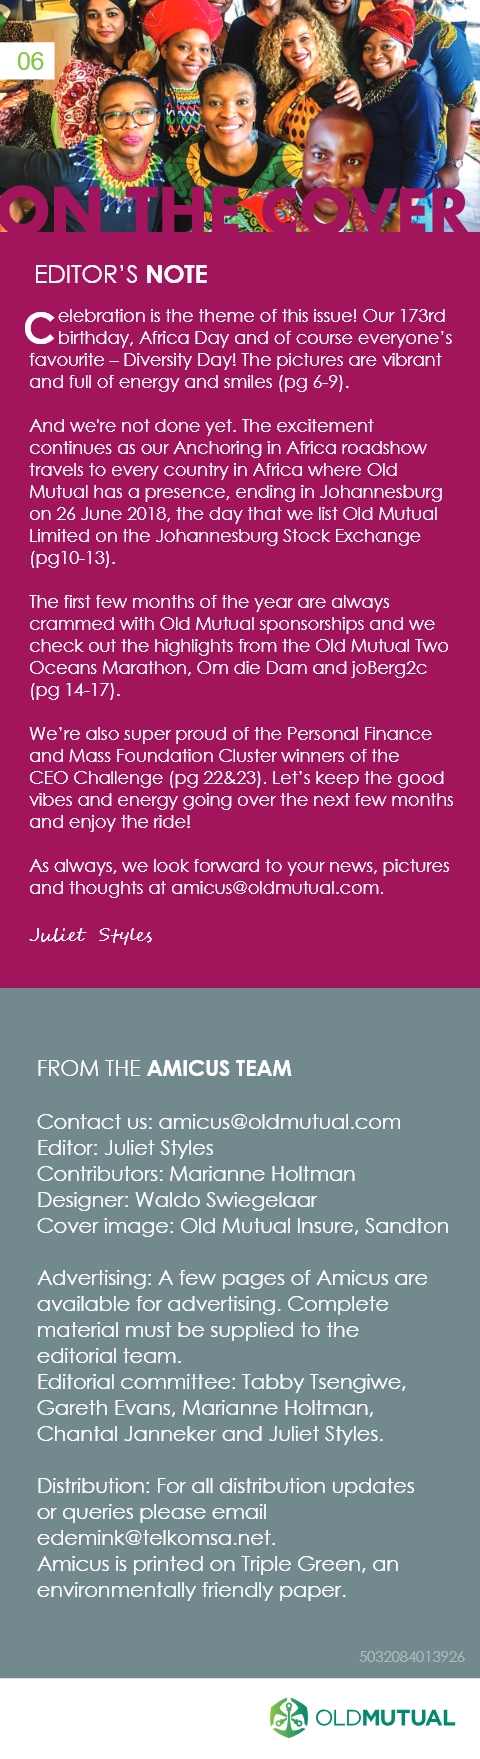 06
ON THE COVER
EDITOR’S NOTE
Celebration is the theme of this issue! Our 173rd
birthday, Africa Day and of course everyone’s
favourite – Diversity Day! The pictures are vibrant
and full of energy and smiles (pg 6-9).
And we're not done yet. The excitement
continues as our Anchoring in Africa roadshow
travels to every country in Africa where Old
Mutual has a presence, ending in Johannesburg
on 26 June 2018, the day that we list Old Mutual
Limited on the Johannesburg Stock Exchange
(pg10-13).
The first few months of the year are always
crammed with Old Mutual sponsorships and we
check out the highlights from the Old Mutual Two
Oceans Marathon, Om die Dam and joBerg2c
(pg 14-17).
We’re also super proud of the Personal Finance
and Mass Foundation Cluster winners of the
CEO Challenge (pg 22&23). Let’s keep the good
vibes and energy going over the next few months
and enjoy the ride!
As always, we look forward to your news, pictures
and thoughts at amicus@oldmutual.com.
Juliet Styles
FROM THE AMICUS TEAM
Contact us: amicus@oldmutual.com
Editor: Juliet Styles
Contributors: Marianne Holtman
Designer: Waldo Swiegelaar
Cover image: Old Mutual Insure, Sandton
Advertising: A few pages of Amicus are
available for advertising. Complete
material must be supplied to the
editorial team.
Editorial committee: Tabby Tsengiwe,
Gareth Evans, Marianne Holtman,
Chantal Janneker and Juliet Styles.
Distribution: For all distribution updates
or queries please email
edemink@telkomsa.net.
Amicus is printed on Triple Green, an
environmentally friendly paper.
5032084013926
OLDMUTUAL